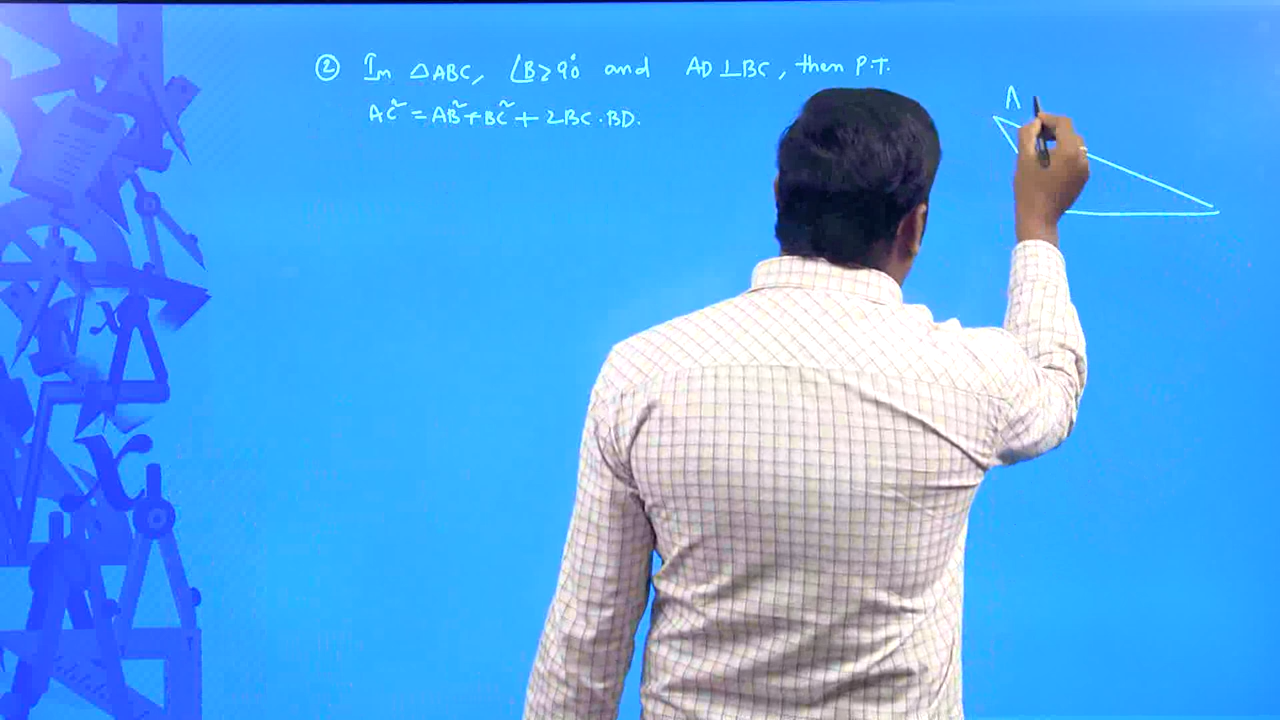 ② In △ABC, ∠B>90° and AD⊥BC, then P.T.
AC² = AB² + BC² + 2BC·BD.
A
x
x